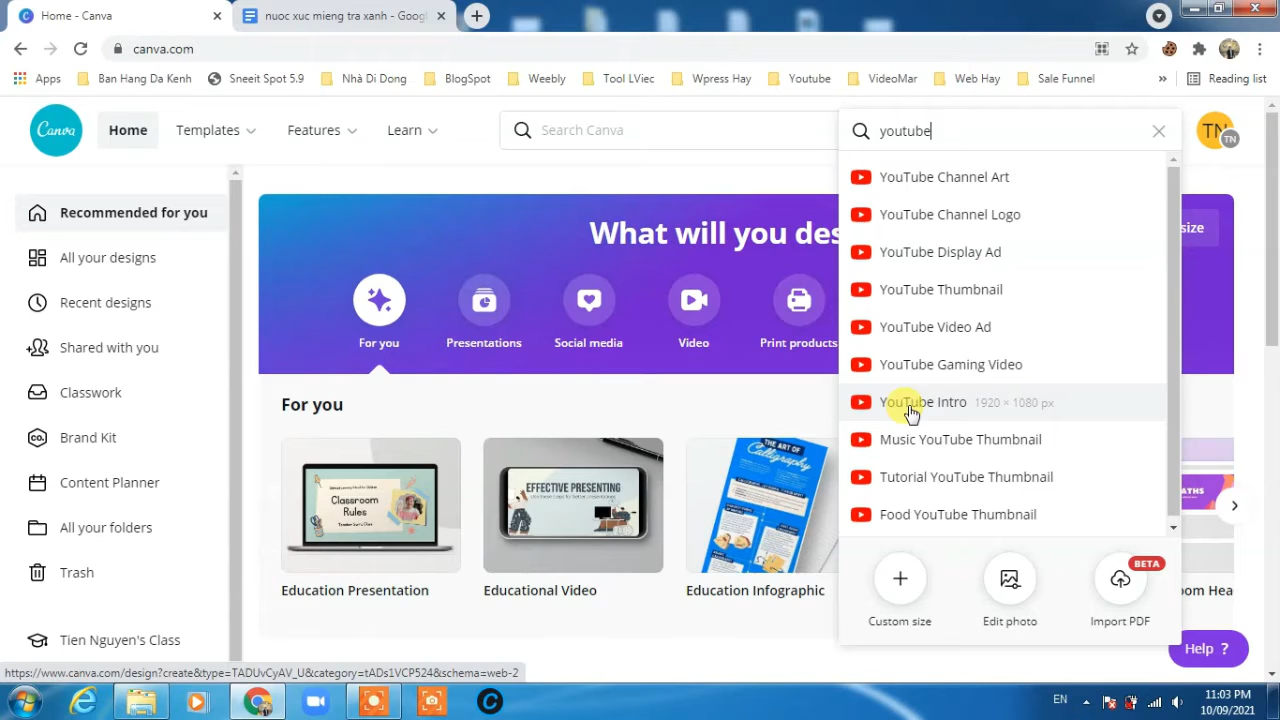 Home - Canva
nuoc xuc mieng tra xanh - Googl
canva.com
Apps
Ban Hang Da Kenh
Sneeit Spot 5.9
Nhà Di Dong
BlogSpot
Weebly
Tool LViec
Wpress Hay
Youtube
VideoMar
Web Hay
Sale Funnel
»
Reading list
Canva
Home
Templates
Features
Learn
Search Canva
youtube
TN
TN
Recommended for you
All your designs
Recent designs
Shared with you
Classwork
Brand Kit
Content Planner
All your folders
Trash
Tien Nguyen's Class
What will you des
size
For you
Presentations
Social media
Video
Print products
For you
Classroom
Rules
EFFECTIVE PRESENTING
THE ART OF
Calligraphy
Education Presentation
Educational Video
Education Infographic
om Hea
YouTube Channel Art
YouTube Channel Logo
YouTube Display Ad
YouTube Thumbnail
YouTube Video Ad
YouTube Gaming Video
YouTube Intro 1920 × 1080 px
Music YouTube Thumbnail
Tutorial YouTube Thumbnail
Food YouTube Thumbnail
BETA
Custom size
Edit photo
Import PDF
Help ?
https://www.canva.com/design?create&type=TADUvCyAV_U&category=tADs1VCP524&schema=web-2
EN
11:03 PM
10/09/2021